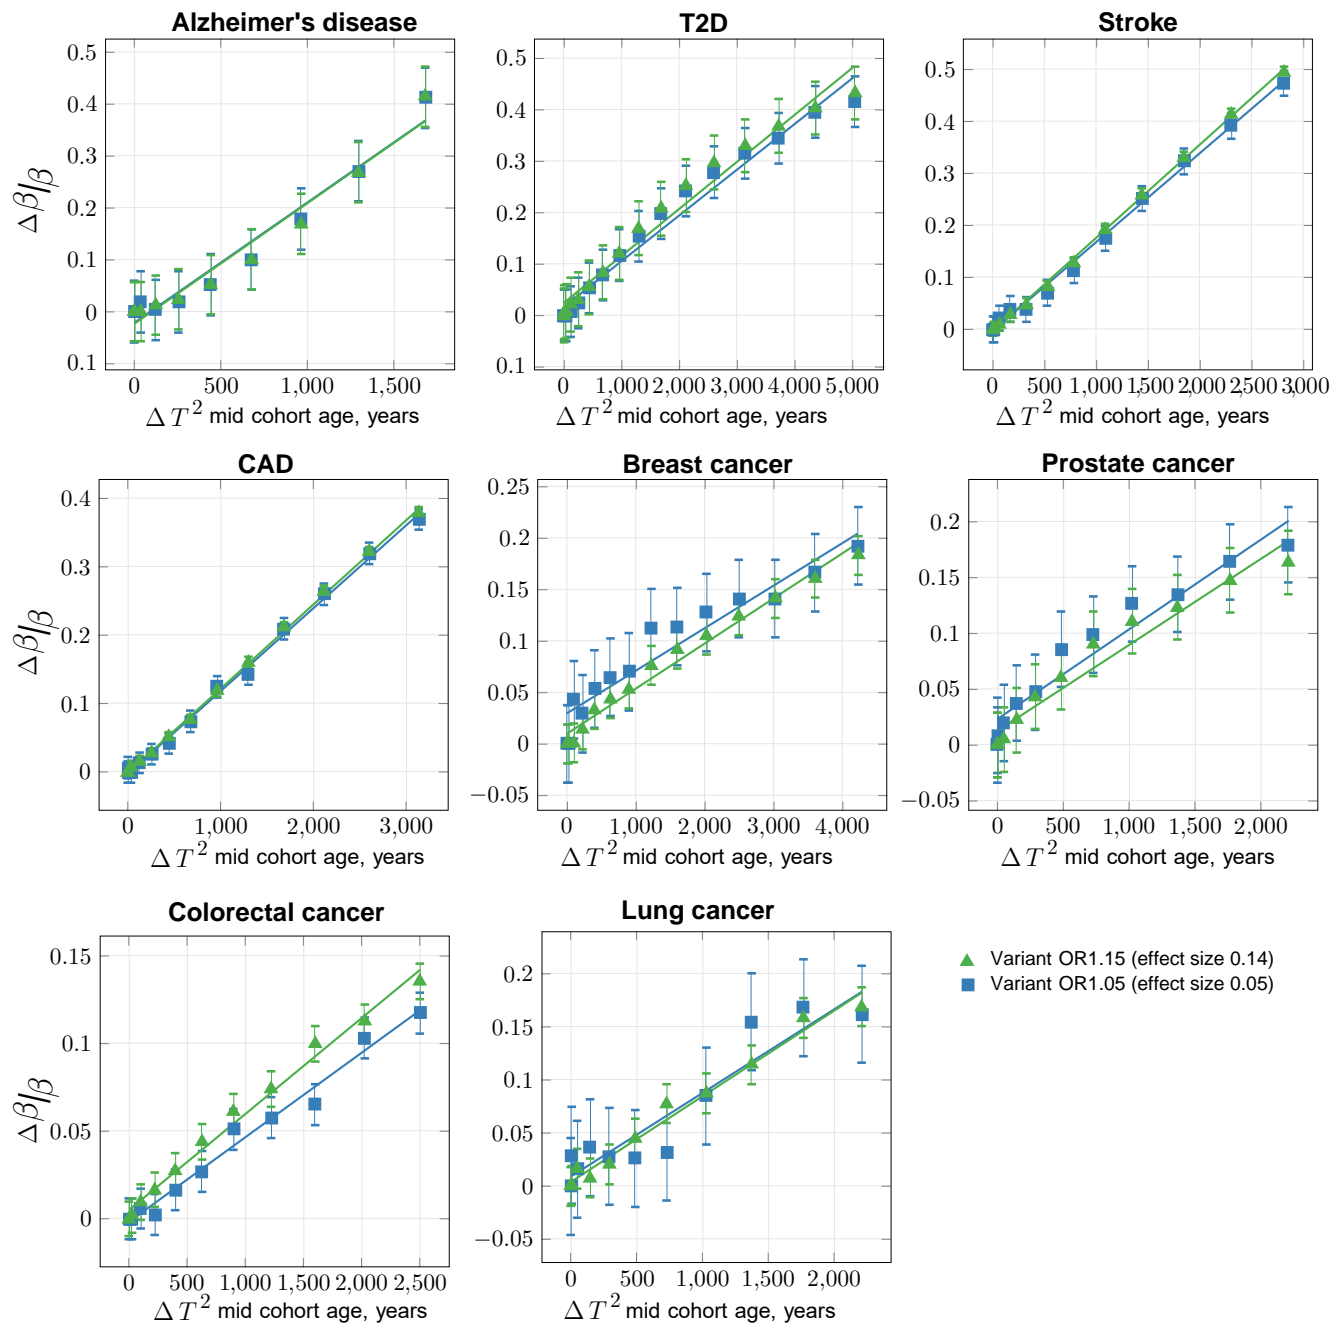 Alzheimer's disease
T2D
Stroke
0.5
0.4
0.3
0.2
0.1
0
0.1
0 500 1,000 1,500
Δβ/β
Δ T² mid cohort age, years
0.5
0.4
0.3
0.2
0.1
0
0.1
0 1,000 2,000 3,000 4,000 5,000
Δ T² mid cohort age, years
0.5
0.4
0.3
0.2
0.1
0
0 500 1,000 1,500 2,000 2,500 3,000
Δ T² mid cohort age, years
CAD
Breast cancer
Prostate cancer
0.4
0.3
0.2
0.1
0
0 1,000 2,000 3,000
Δβ/β
Δ T² mid cohort age, years
0.25
0.2
0.15
0.1
0.05
0
−0.05
0 1,000 2,000 3,000 4,000
Δ T² mid cohort age, years
0.2
0.15
0.1
0.05
0
−0.05
0 500 1,000 1,500 2,000
Δ T² mid cohort age, years
Colorectal cancer
Lung cancer
0.15
0.1
0.05
0
0 500 1,000 1,500 2,000 2,500
Δβ/β
Δ T² mid cohort age, years
0.2
0.15
0.1
0.05
0
−0.05
0 500 1,000 1,500 2,000
Δ T² mid cohort age, years
Variant OR1.15 (effect size 0.14)
Variant OR1.05 (effect size 0.05)